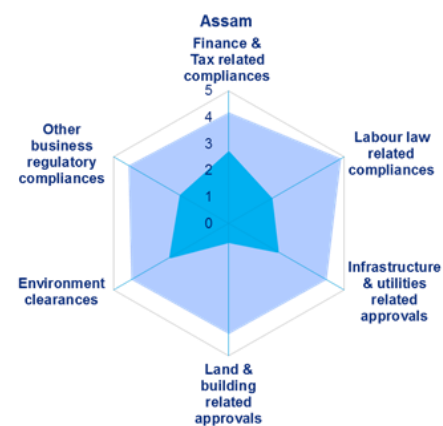 Assam
Finance &
Tax related
compliances
5
4
3
2
1
0
Labour law
related
compliances
Infrastructure
& utilities
related
approvals
Land &
building
related
approvals
Environment
clearances
Other
business
regulatory
compliances